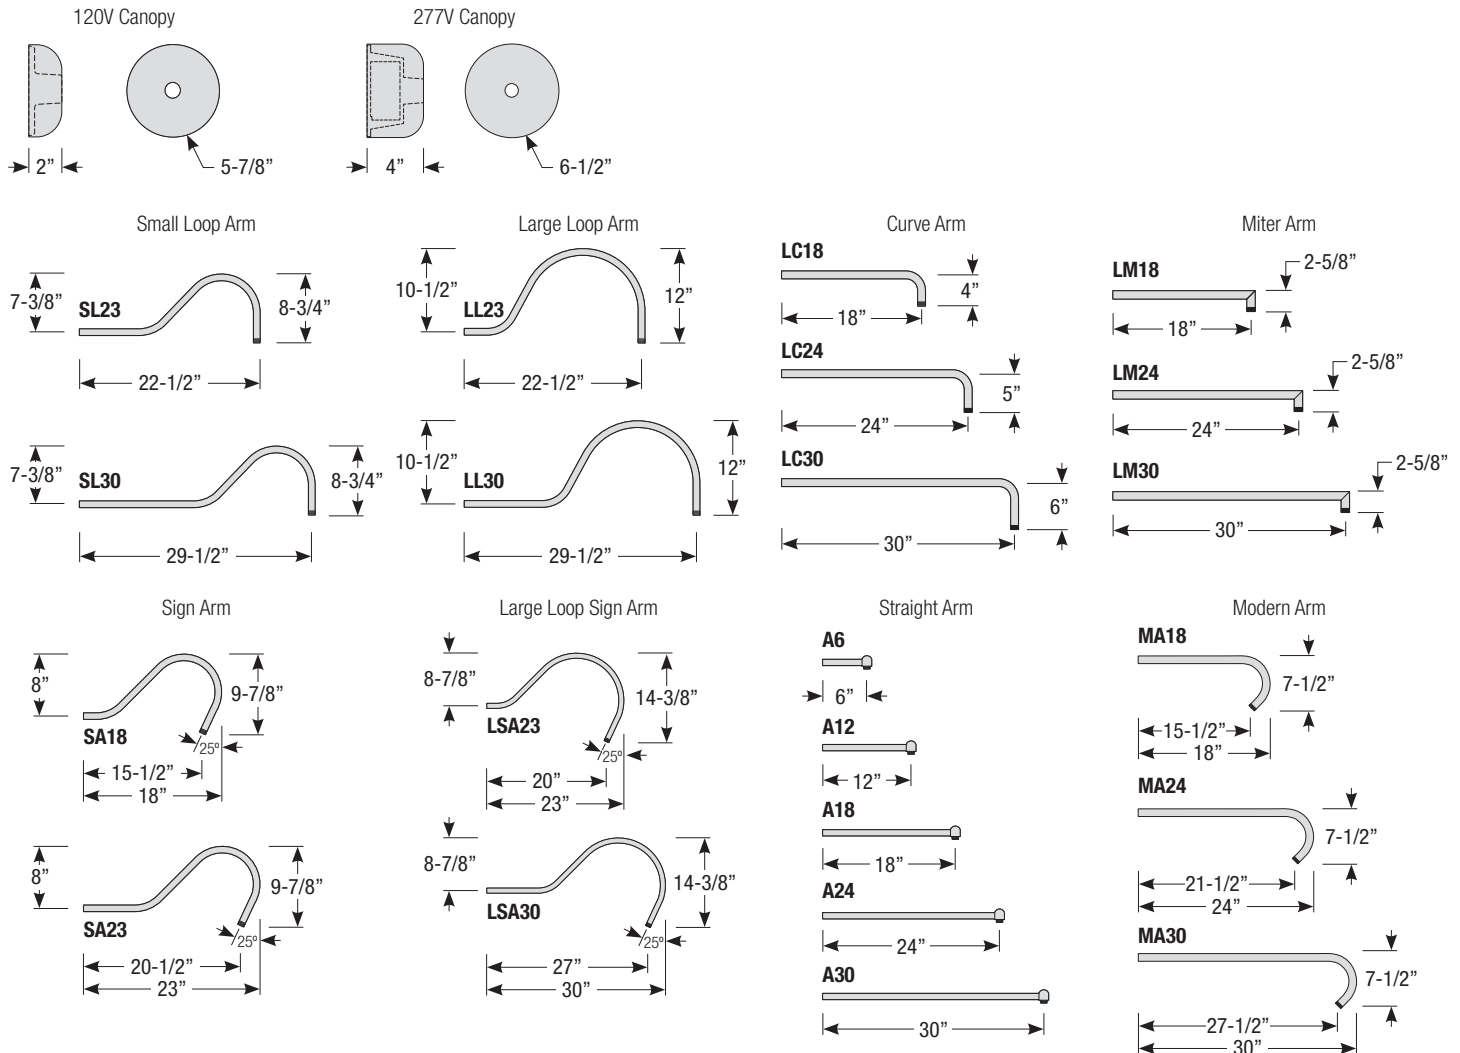 120V Canopy
277V Canopy
2”
5-7/8”
4”
6-1/2”
Small Loop Arm
7-3/8”
SL23
8-3/4”
22-1/2”
7-3/8”
SL30
8-3/4”
29-1/2”
Large Loop Arm
10-1/2”
LL23
12”
22-1/2”
10-1/2”
LL30
12”
29-1/2”
Curve Arm
LC18
4”
18”
LC24
5”
24”
LC30
6”
30”
Miter Arm
LM18
2-5/8”
18”
LM24
2-5/8”
24”
LM30
2-5/8”
30”
Sign Arm
8”
9-7/8”
SA18
25º
15-1/2”
18”
8”
9-7/8”
SA23
25º
20-1/2”
23”
Large Loop Sign Arm
8-7/8”
14-3/8”
LSA23
25º
20”
23”
8-7/8”
14-3/8”
LSA30
25º
27”
30”
Straight Arm
A6
6”
A12
12”
A18
18”
A24
24”
A30
30”
Modern Arm
MA18
7-1/2”
15-1/2”
18”
MA24
7-1/2”
21-1/2”
24”
MA30
7-1/2”
27-1/2”
30”